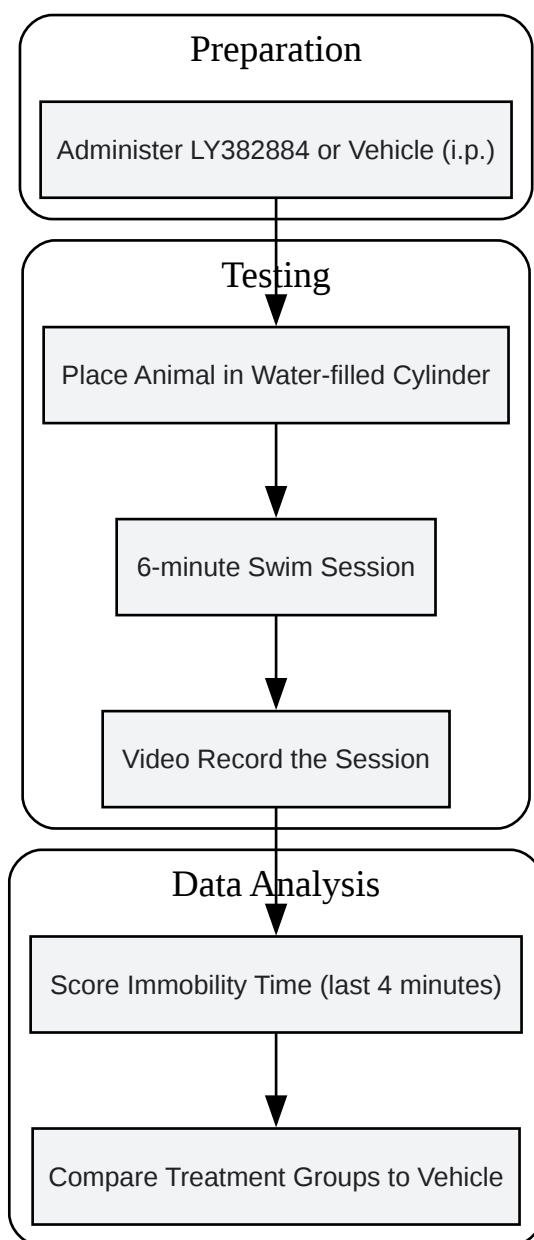 Preparation
Administer LY382884 or Vehicle (i.p.)
Testing
Place Animal in Water-filled Cylinder
6-minute Swim Session
Video Record the Session
Data Analysis
Score Immobility Time (last 4 minutes)
Compare Treatment Groups to Vehicle